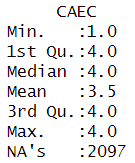 CAEC
Min.   :1.0
1st Qu.:4.0
Median :4.0
Mean   :3.5
3rd Qu.:4.0
Max.   :4.0
NA's   :2097